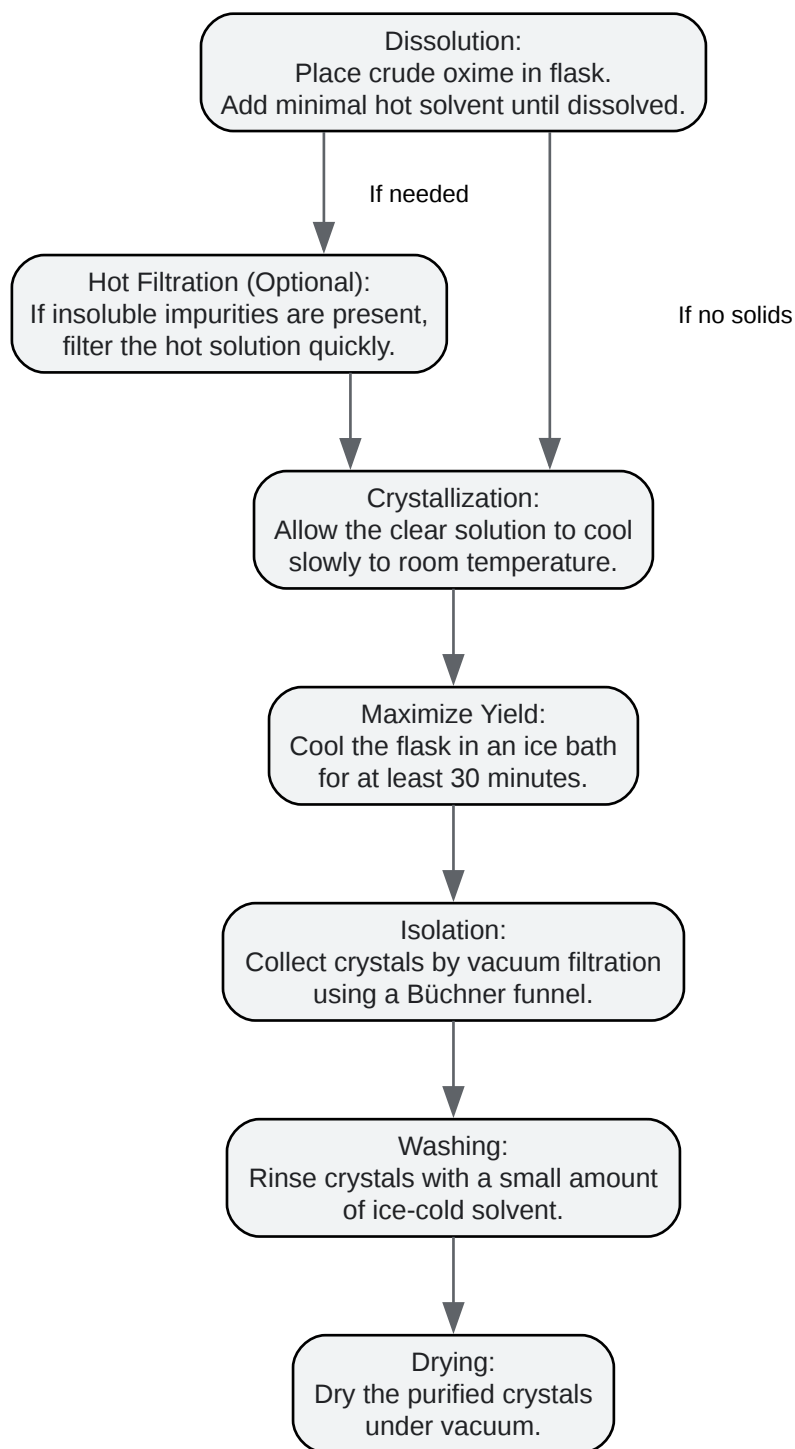 Dissolution:
Place crude oxime in flask.
Add minimal hot solvent until dissolved.
If needed
Hot Filtration (Optional):
If insoluble impurities are present,
filter the hot solution quickly.
If no solids
Crystallization:
Allow the clear solution to cool
slowly to room temperature.
Maximize Yield:
Cool the flask in an ice bath
for at least 30 minutes.
Isolation:
Collect crystals by vacuum filtration
using a Büchner funnel.
Washing:
Rinse crystals with a small amount
of ice-cold solvent.
Drying:
Dry the purified crystals
under vacuum.